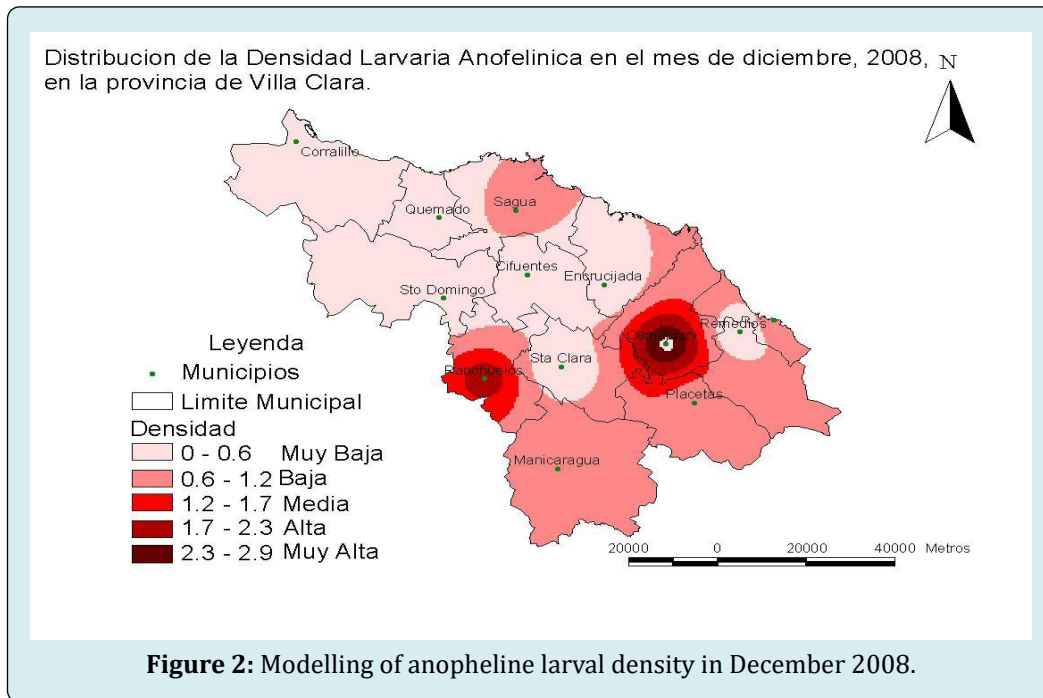 Distribucion de la Densidad Larvaria Anofelinica en el mes de diciembre, 2008,
en la provincia de Villa Clara.
N
Corralillo
Quemado
Sagua
Cifuentes
Encrucijada
Sto Domingo
Remedios
Sta Clara
Ranchuelos
Placetas
Manicaragua
Leyenda
Municipios
Limite Municipal
Densidad
0 - 0.6 Muy Baja
0.6 - 1.2 Baja
1.2 - 1.7 Media
1.7 - 2.3 Alta
2.3 - 2.9 Muy Alta
20000 0 20000 40000 Metros
Figure 2: Modelling of anopheline larval density in December 2008.